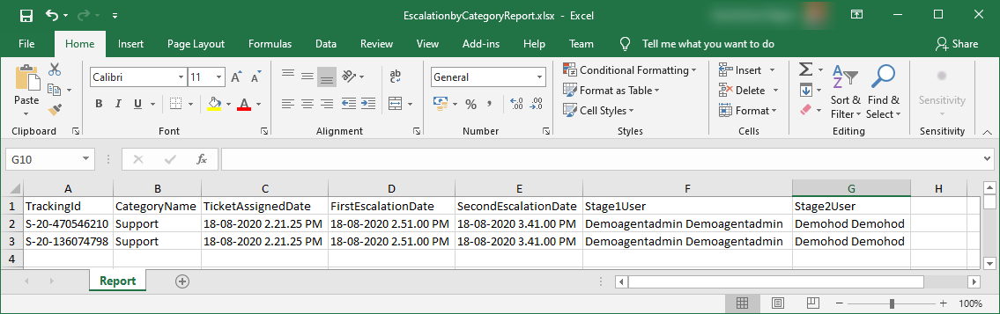 EscalationbyCategoryReport.xlsx - Excel
File Home Insert Page Layout Formulas Data Review View Add-ins Help Team Tell me what you want to do Share
Paste
Calibri 11
B I U A
ab
c
General
$ % ,
Conditional Formatting
Format as Table
Cell Styles
Insert
Delete
Format
Sort & Filter
Find & Select
Sensitivity
Clipboard Font Alignment Number Styles Cells Editing Sensitivity
G10 fx
A B C D E F G H
1 TrackingId CategoryName TicketAssignedDate FirstEscalationDate SecondEscalationDate Stage1User Stage2User
2 S-20-470546210 Support 18-08-2020 2.21.25 PM 18-08-2020 2.51.00 PM 18-08-2020 3.41.00 PM Demoagentadmin Demoagentadmin Demohod Demohod
3 S-20-136074798 Support 18-08-2020 2.21.25 PM 18-08-2020 2.51.00 PM 18-08-2020 3.41.00 PM Demoagentadmin Demoagentadmin Demohod Demohod
4
Report
100%